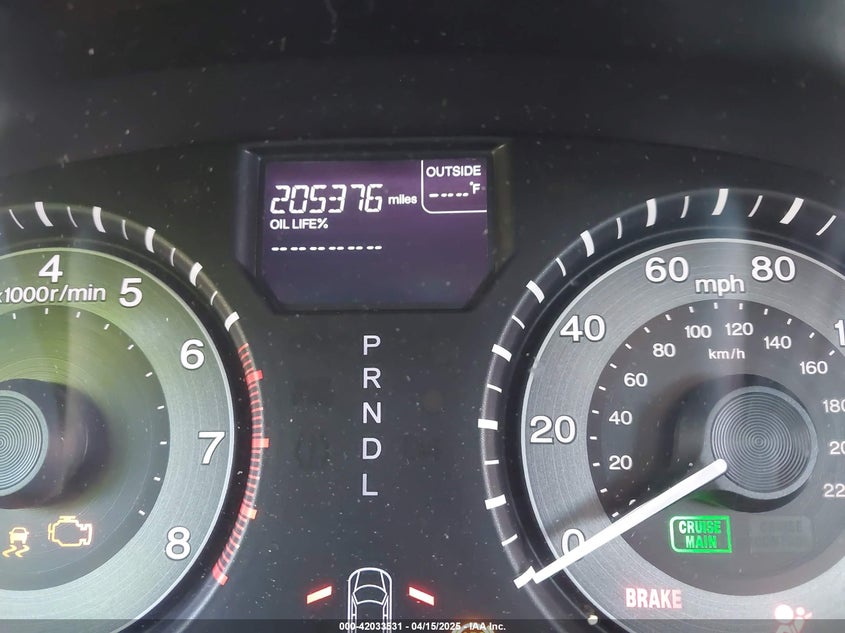 205376 miles
OUTSIDE
----°F
OIL LIFE%
----------
4
x1000r/min
5
6
7
8
P
R
N
D
L
0
20
40
60
mph
80
20
40
60
80
100
120
140
160
km/h
CRUISE
MAIN
CRUISE
BRAKE
000-42033531 - 04/15/2025 - IAA Inc.